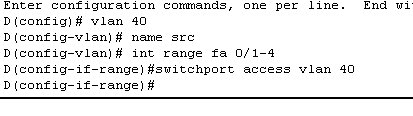 Enter configuration commands, one per line.  End wi
D(config)# vlan 40
D(config-vlan)# name src
D(config-vlan)# int range fa 0/1-4
D(config-if-range)#switchport access vlan 40
D(config-if-range)#